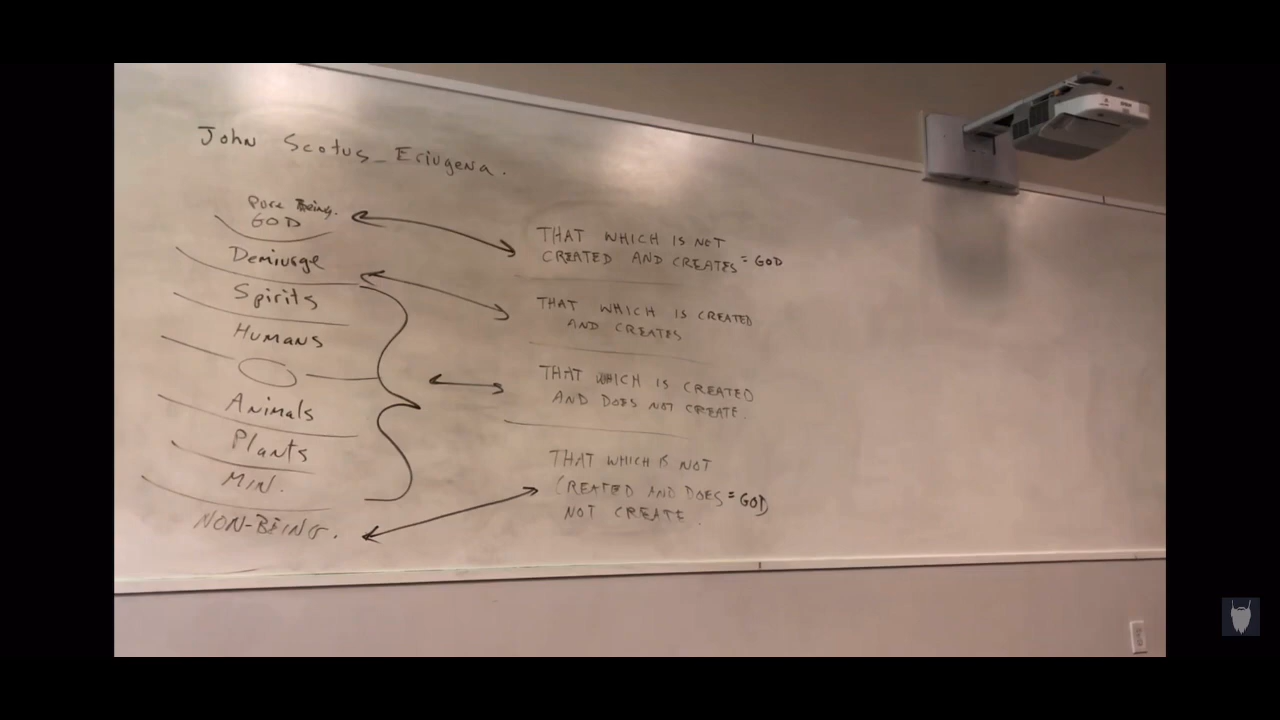 John Scotus_Eriugena.
Pure Being.
GOD
Demiurge
Spirits
Humans
Animals
Plants
MIN.
NON-BEING.
THAT WHICH IS NOT
CREATED AND CREATES = GOD
THAT WHICH IS CREATED
AND CREATES
THAT WHICH IS CREATED
AND DOES NOT CREATE.
THAT WHICH IS NOT
CREATED AND DOES = GOD
NOT CREATE.